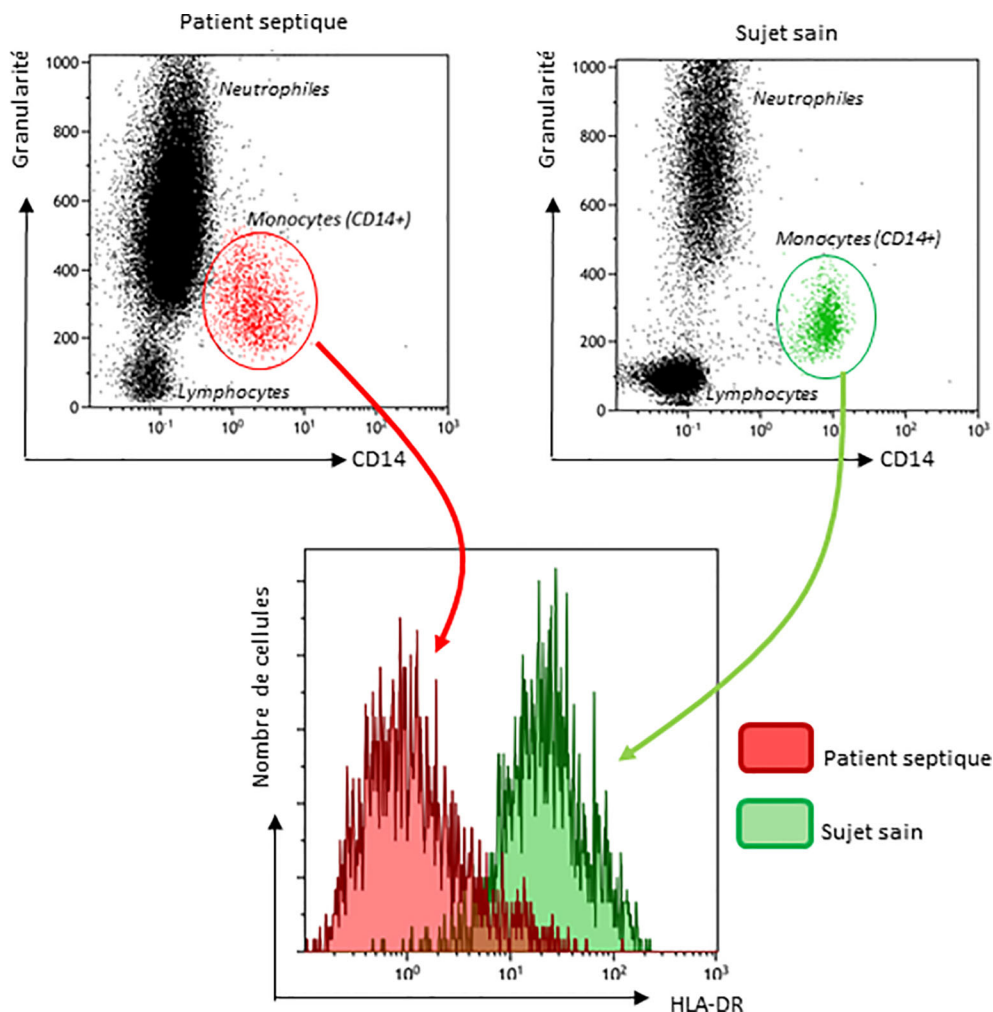 Patient septique
Granularité
1000
800
600
400
200
0
Neutrophiles
Monocytes (CD14+)
Lymphocytes
10-1
100
101
102
103
CD14
Sujet sain
Granularité
1000
800
600
400
200
0
Neutrophiles
Monocytes (CD14+)
Lymphocytes
10-1
100
101
102
103
CD14
Nombre de cellules
100
101
102
103
HLA-DR
Patient septique
Sujet sain